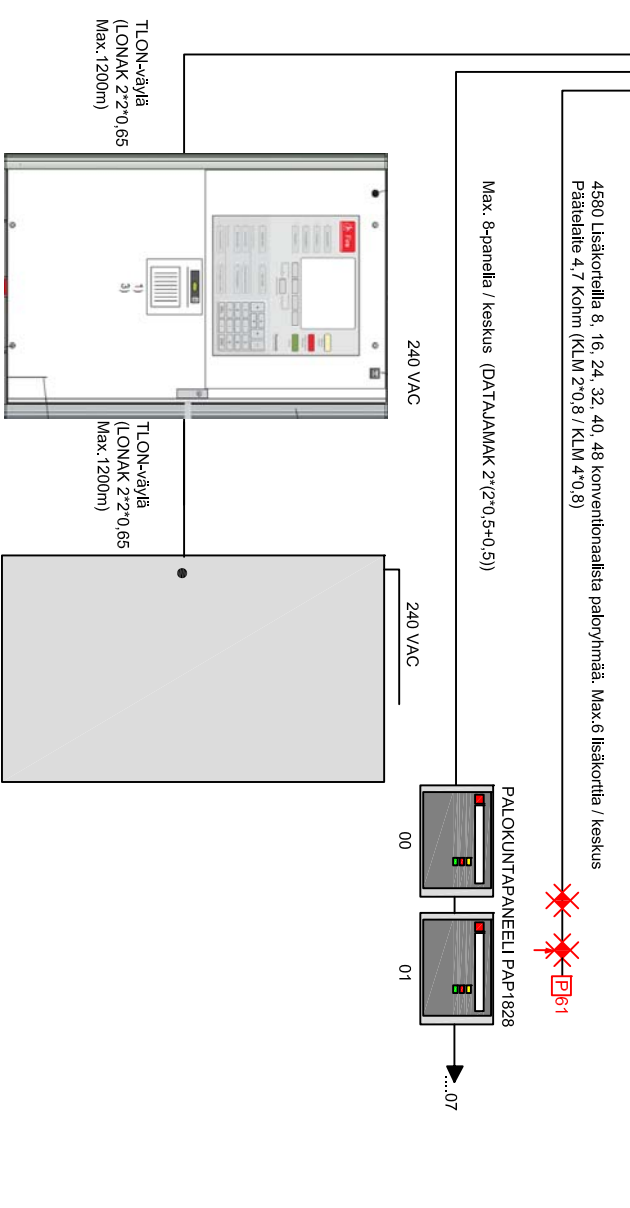 4580 Lisäkorteilla 8, 16, 24, 32, 40, 48 konventionaalista paloryhmää. Max.6 lisäkorttia / keskus
Päätelaite 4,7 Kohm (KLM 2*0,8 / KLM 4*0,8)
P 61
Max. 8-panelia / keskus (DATAJAMAK 2*(2*0,5+0,5))
PALOKUNTAPANEELI PAP1828
00
01
....07
240 VAC
240 VAC
Fire
1)
3)
TLON-väylä
(LONAK 2*2*0,65
Max.1200m)
TLON-väylä
(LONAK 2*2*0,65
Max.1200m)